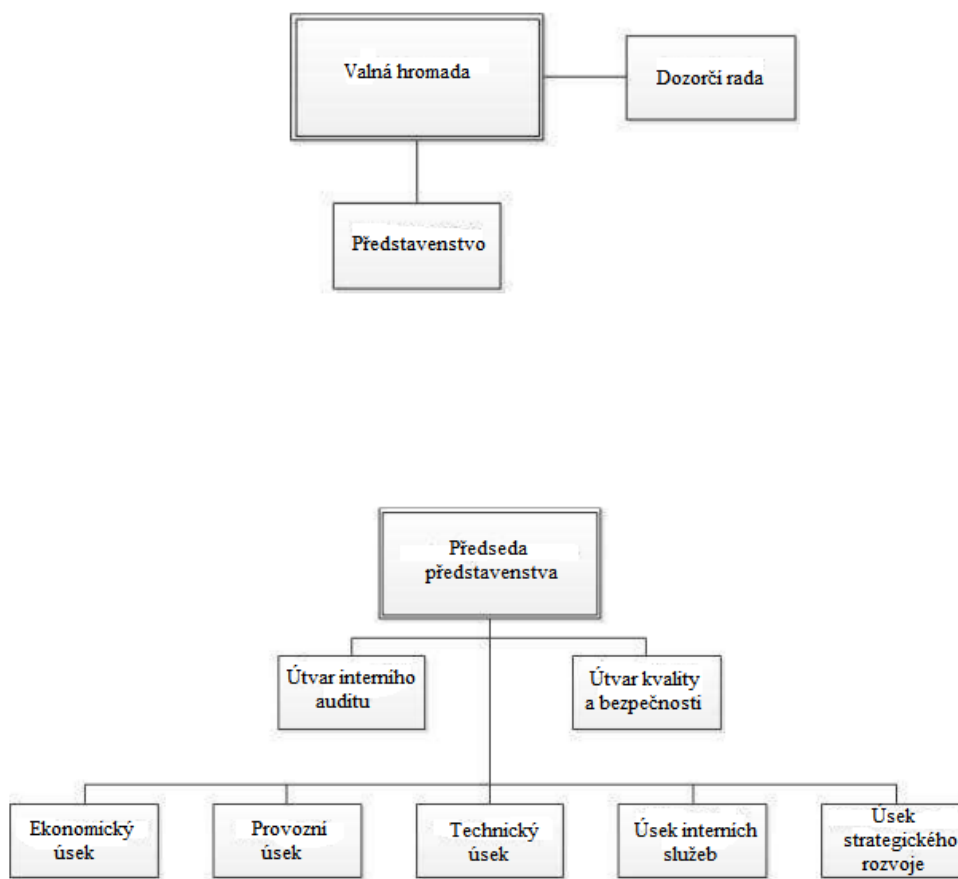 Valná hromada
Dozorčí rada
Představenstvo
Předseda
představenstva
Útvar interního
auditu
Útvar kvality
a bezpečnosti
Ekonomický
úsek
Provozní
úsek
Technický
úsek
Úsek interních
služeb
Úsek
strategického
rozvoje